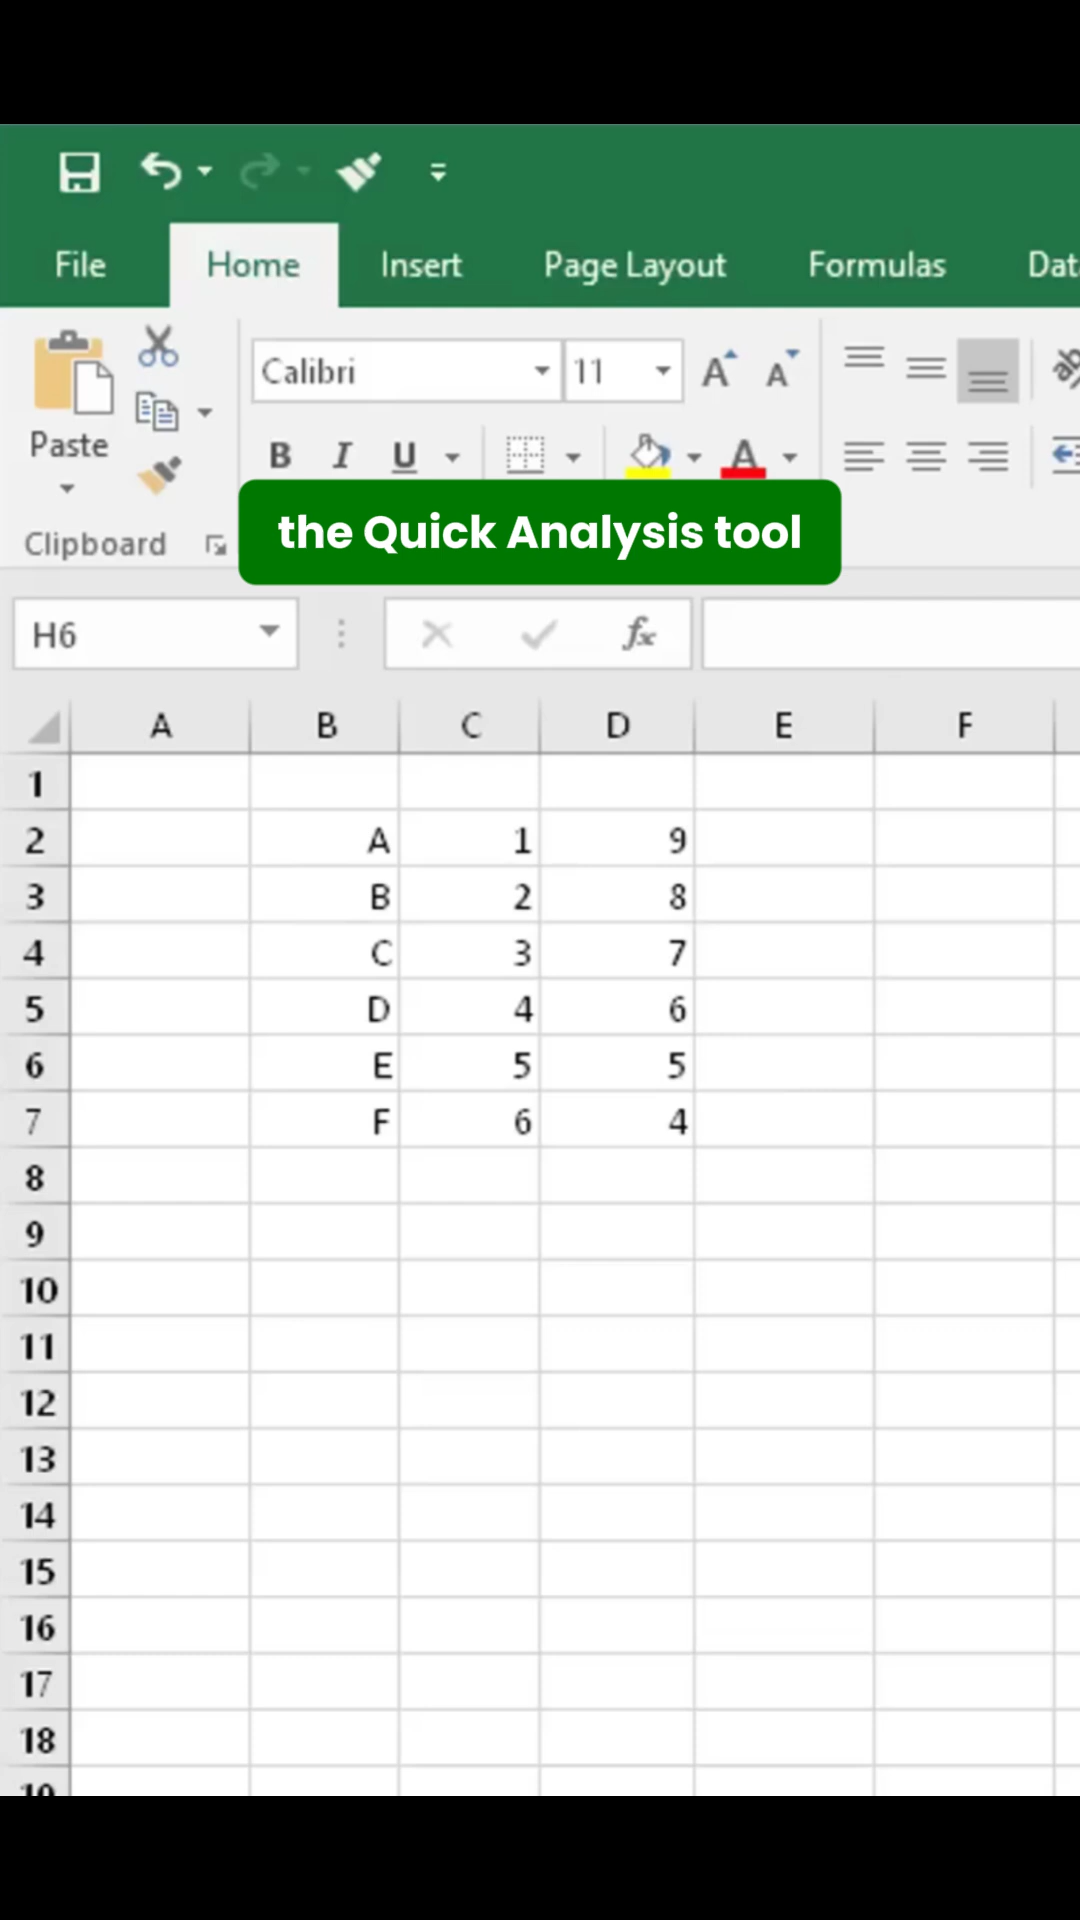 File Home Insert Page Layout Formulas
Calibri 11 A A
Paste
B I U A
Clipboard
the Quick Analysis tool
H6 fx
A B C D E F
1
2 A 1 9
3 B 2 8
4 C 3 7
5 D 4 6
6 E 5 5
7 F 6 4
8
9
10
11
12
13
14
15
16
17
18